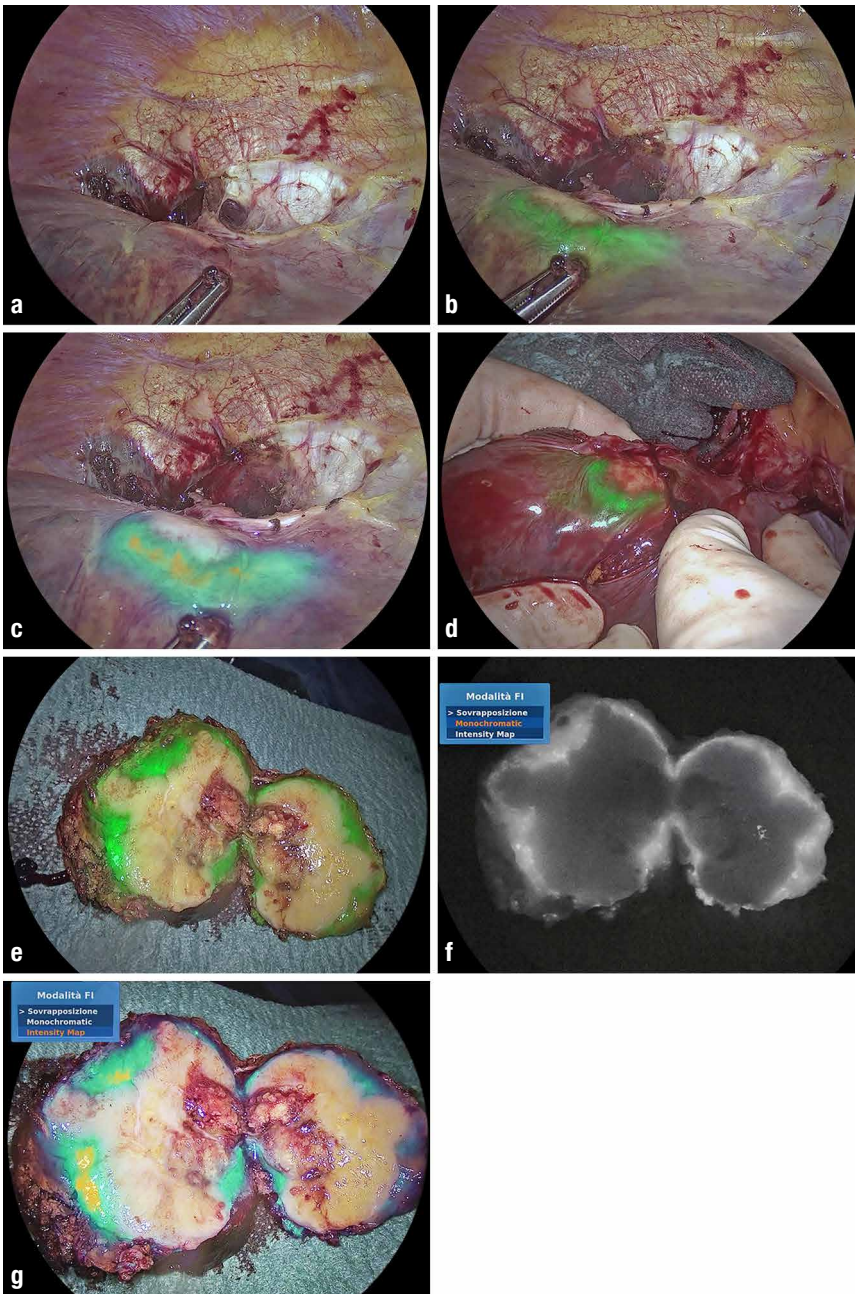 a
b
c
d
e
Modalità FI
> Sovrapposizione
Monochromatic
Intensity Map
f
Modalità FI
> Sovrapposizione
Monochromatic
Intensity Map
g